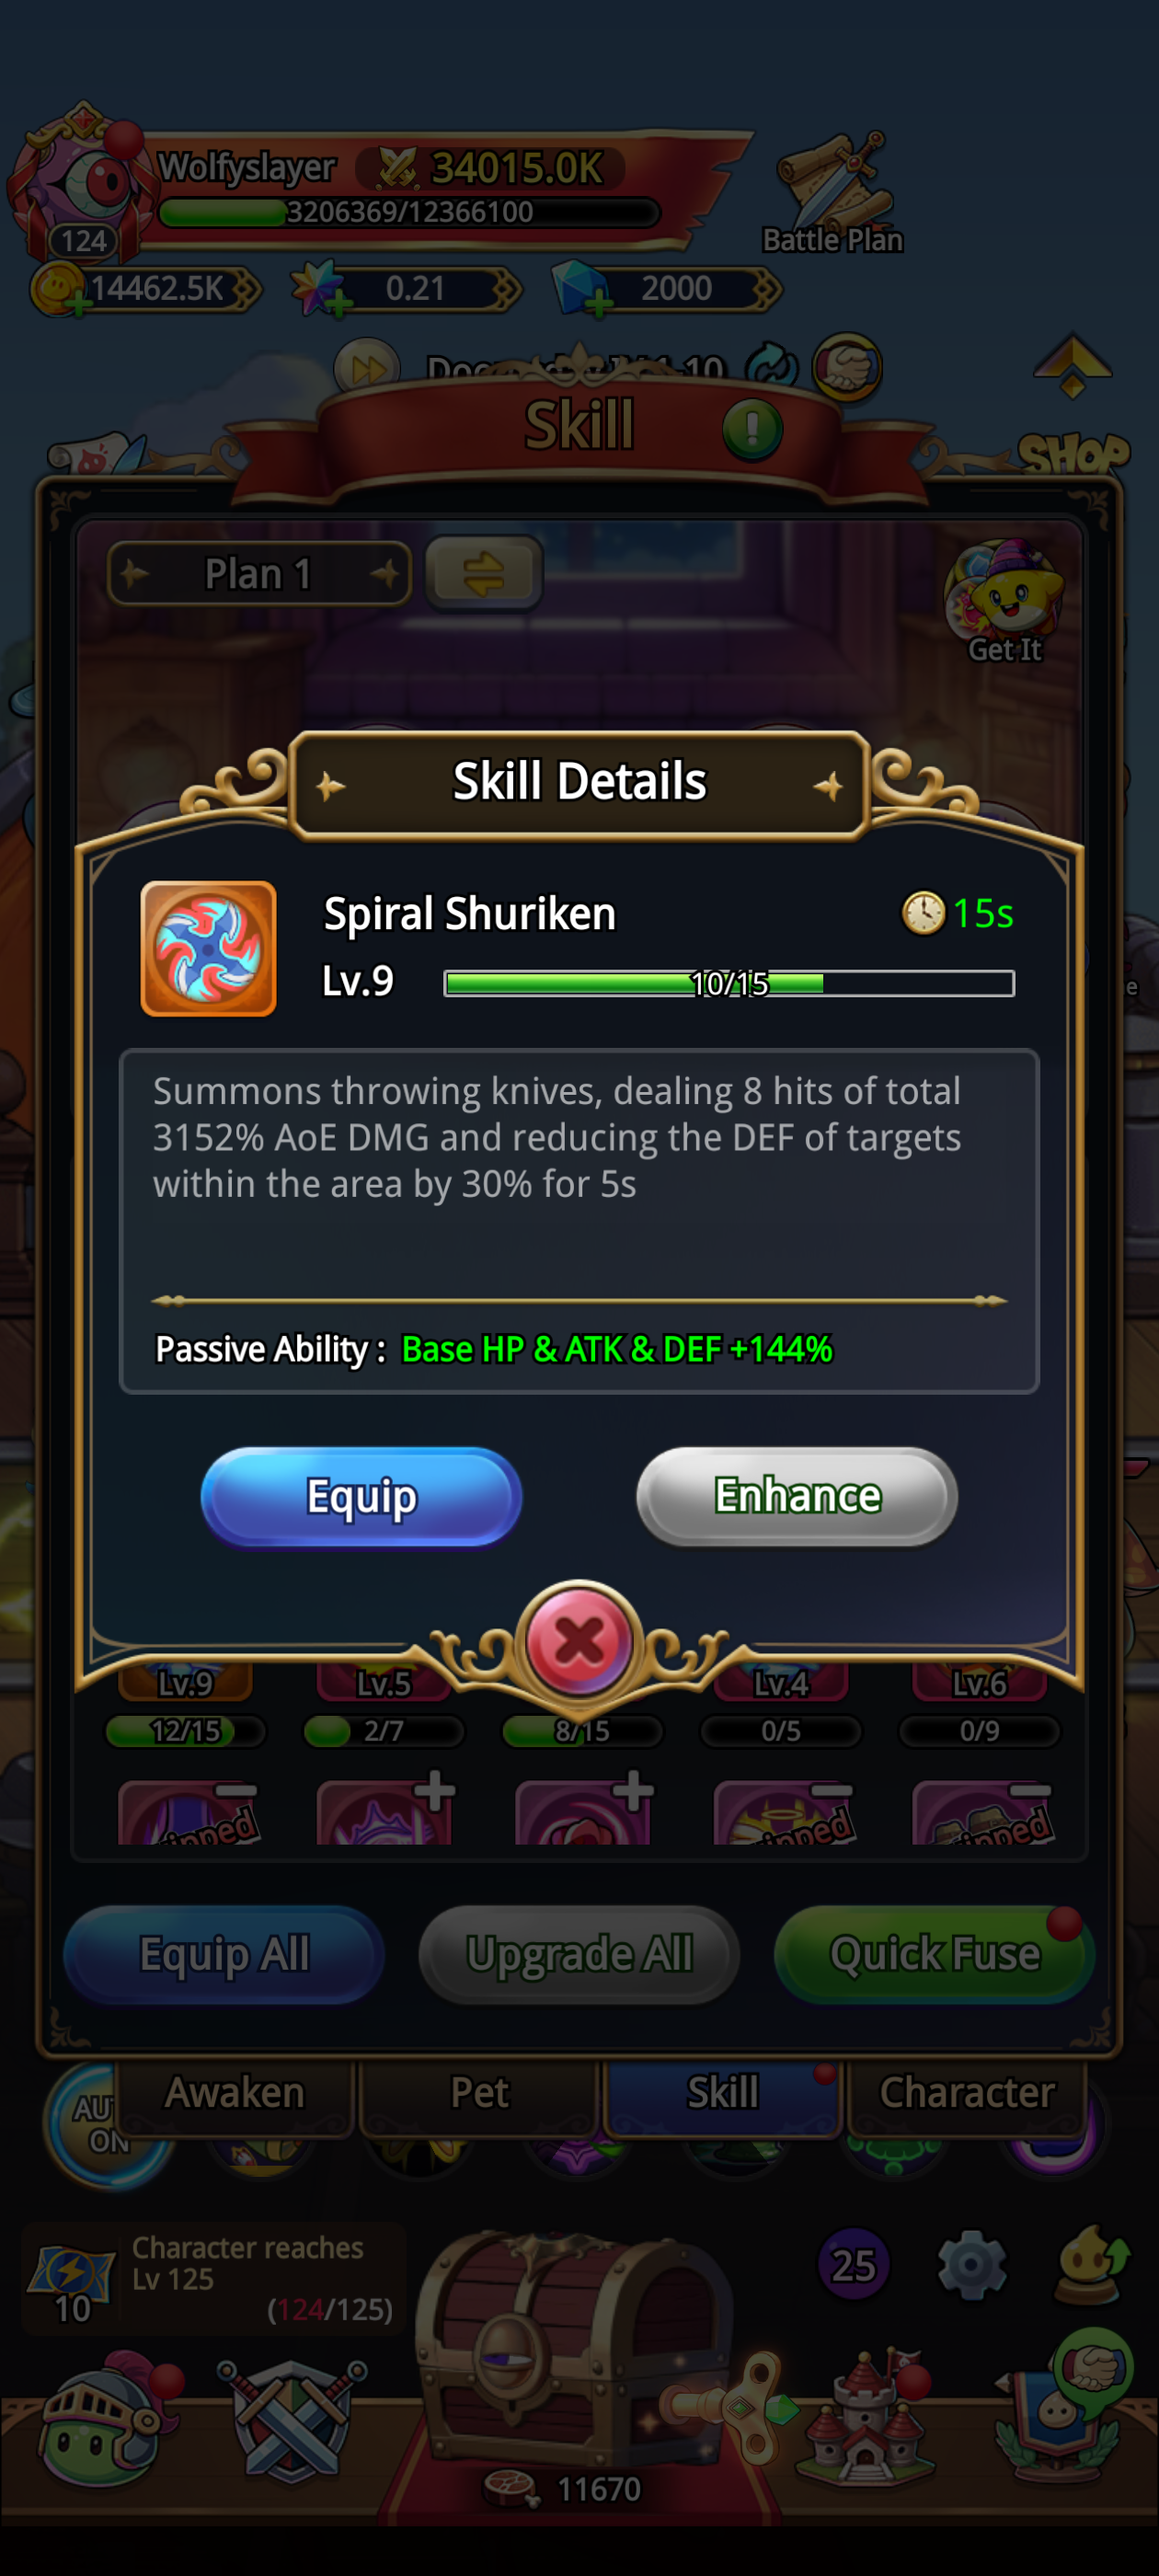 Wolfyslayer
34015.0K
3206369/12366100
124
Battle Plan
14462.5K
0.21
2000
10
Skill
SHOP
Plan 1
Get It
Skill Details
Spiral Shuriken
15s
Lv.9
10/15
Summons throwing knives, dealing 8 hits of total
3152% AoE DMG and reducing the DEF of targets
within the area by 30% for 5s
Passive Ability : Base HP & ATK & DEF +144%
Equip
Enhance
Lv.9
Lv.5
Lv.4
Lv.6
12/15
2/7
8/15
0/5
0/9
Equip All
Upgrade All
Quick Fuse
Awaken
Pet
Skill
Character
ON
Character reaches
Lv 125
(124/125)
10
25
11670